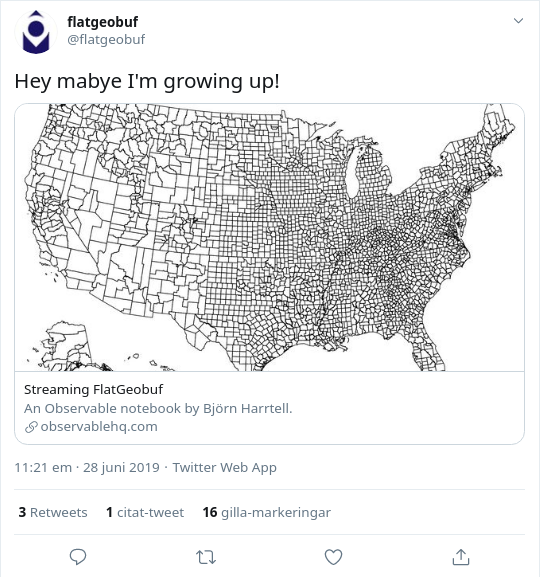 flatgeobuf
@flatgeobuf
Hey mabye I'm growing up!
Streaming FlatGeobuf
An Observable notebook by Björn Harrtell.
observablehq.com
11:21 em · 28 juni 2019 · Twitter Web App
3 Retweets 1 citat-tweet 16 gilla-markeringar